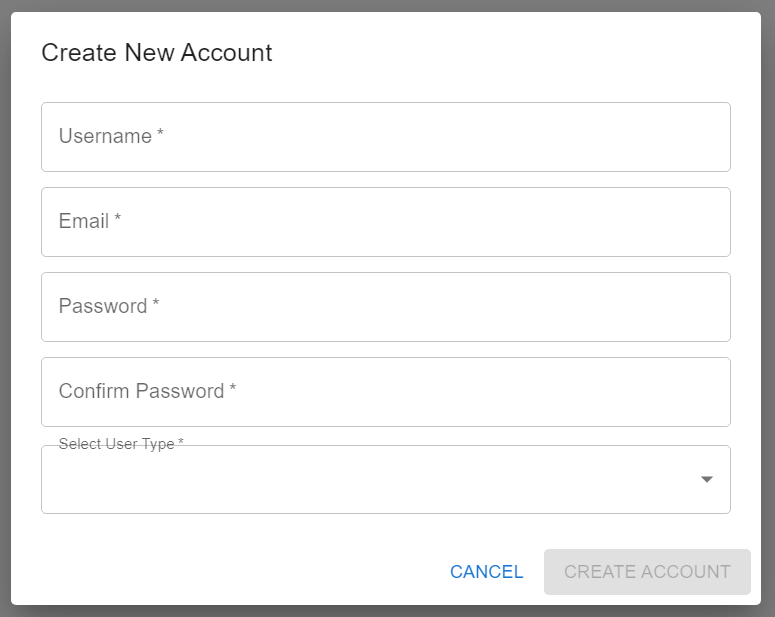 Create New Account
Username *
Email *
Password *
Confirm Password *
Select User Type *
CANCEL CREATE ACCOUNT